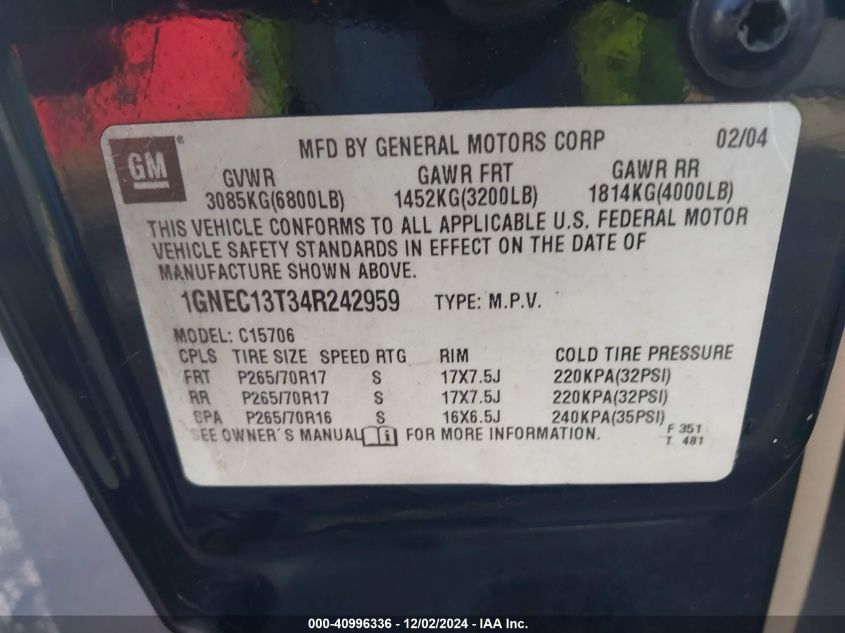 GM ®
MFD BY GENERAL MOTORS CORP 02/04
GVWR GAWR FRT GAWR RR
3085KG(6800LB) 1452KG(3200LB) 1814KG(4000LB)
THIS VEHICLE CONFORMS TO ALL APPLICABLE U.S. FEDERAL MOTOR
VEHICLE SAFETY STANDARDS IN EFFECT ON THE DATE OF
MANUFACTURE SHOWN ABOVE.
1GNEC13T34R242959 TYPE: M.P.V.
MODEL: C15706
CPLS TIRE SIZE SPEED RTG RIM COLD TIRE PRESSURE
FRT P265/70R17 S 17X7.5J 220KPA(32PSI)
RR P265/70R17 S 17X7.5J 220KPA(32PSI)
SPA P265/70R16 S 16X6.5J 240KPA(35PSI)
SEE OWNER'S MANUAL i FOR MORE INFORMATION.
F 351
T 481
000-40996336 - 12/02/2024 - IAA Inc.